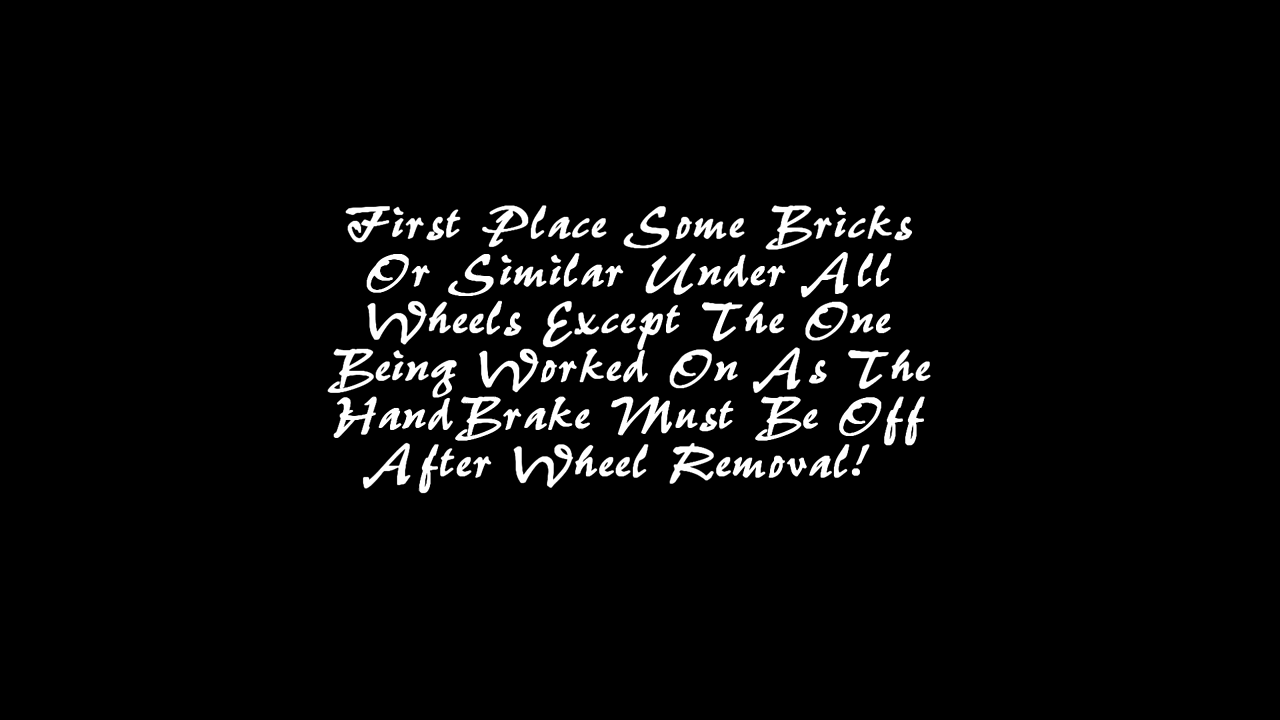 First Place Some Bricks
Or Similar Under All
Wheels Except The One
Being Worked On As The
HandBrake Must Be Off
After Wheel Removal!